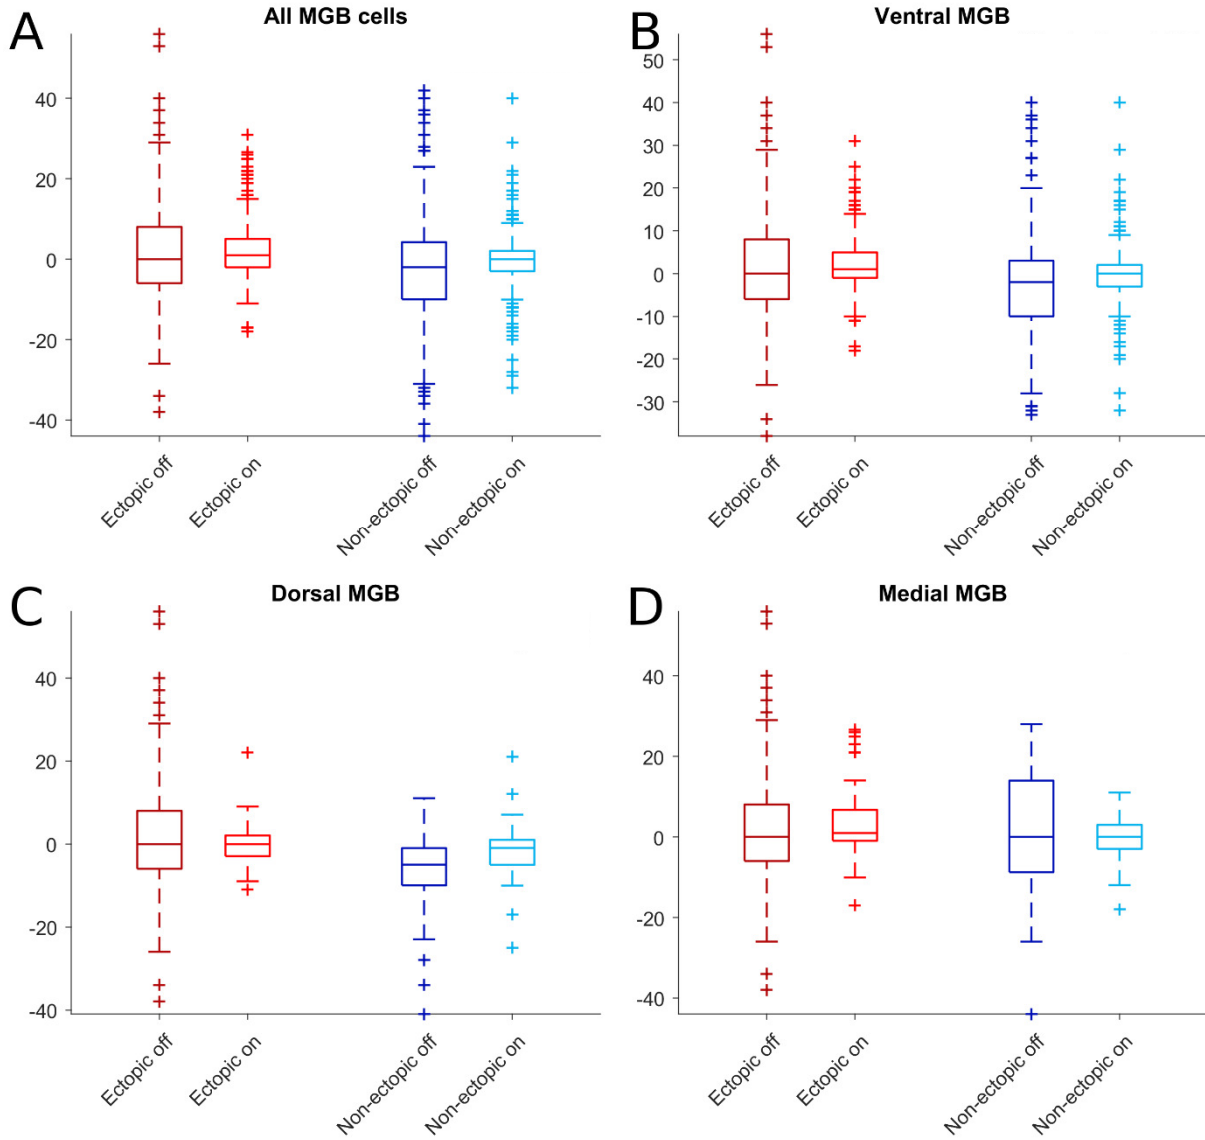 A
All MGB cells
40
20
0
-20
-40
Ectopic off
Ectopic on
Non-ectopic off
Non-ectopic on
B
Ventral MGB
50
40
30
20
10
0
-10
-20
-30
Ectopic off
Ectopic on
Non-ectopic off
Non-ectopic on
C
Dorsal MGB
40
20
0
-20
-40
Ectopic off
Ectopic on
Non-ectopic off
Non-ectopic on
D
Medial MGB
40
20
0
-20
-40
Ectopic off
Ectopic on
Non-ectopic off
Non-ectopic on